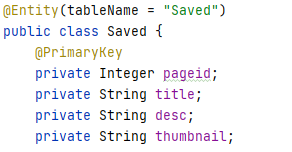 @Entity(tableName = "Saved")
public class Saved {
@PrimaryKey
private Integer pageid;
private String title;
private String desc;
private String thumbnail;